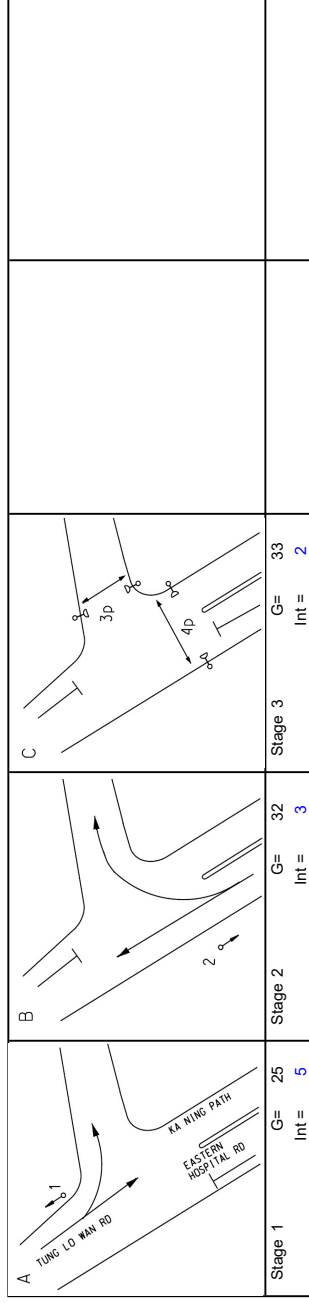 A
1
TUNG LO WAN RD
EASTERN
HOSPITAL RD
KA NING PATH
Stage 1 G= 25
Int = 5
B
2
Stage 2 G= 32
Int = 3
C
3p
4p
Stage 3 G= 33
Int = 2